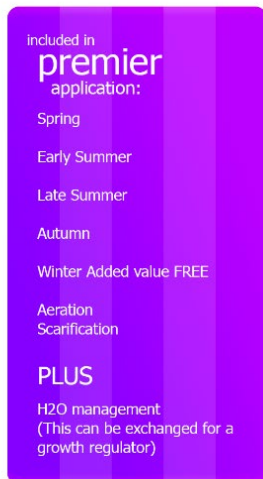 included in
premier
application:
Spring
Early Summer
Late Summer
Autumn
Winter Added value FREE
Aeration
Scarification
PLUS
H2O management
(This can be exchanged for a
growth regulator)